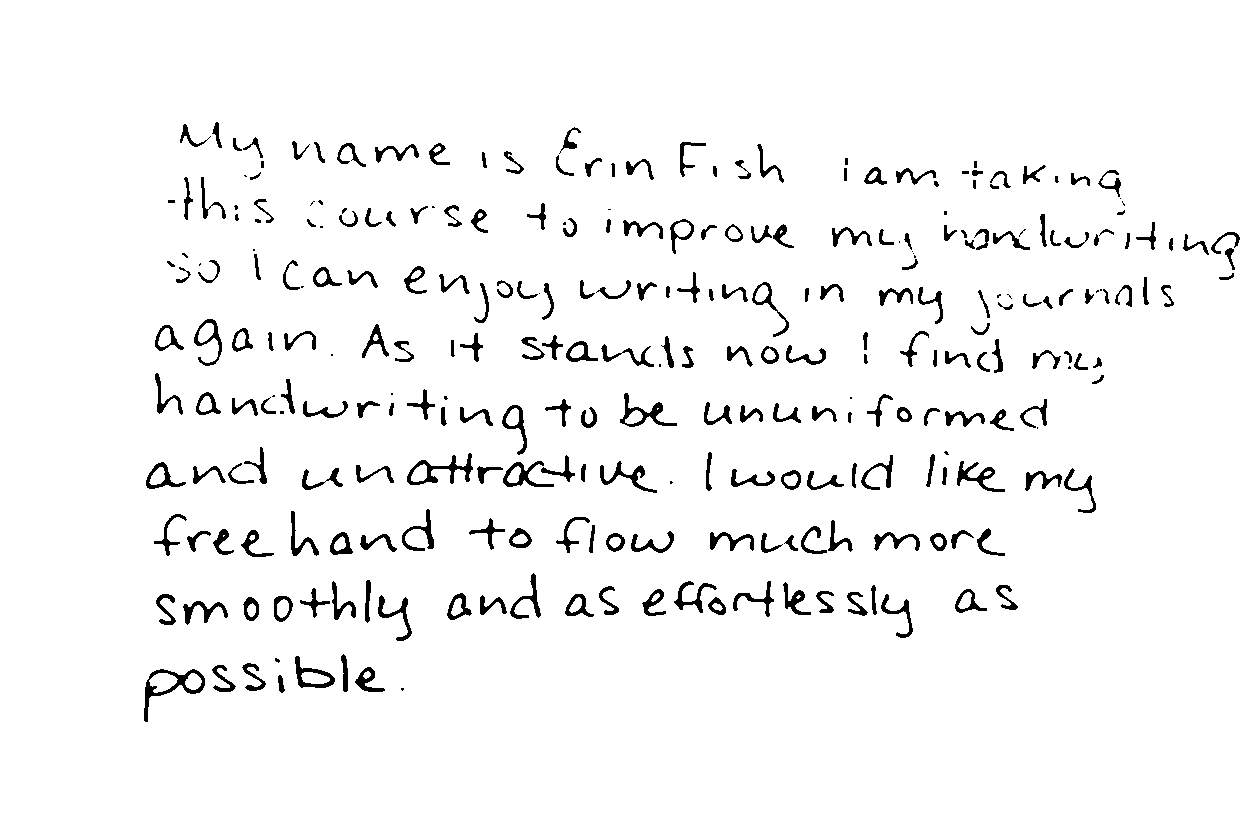 My name is Erin Fish i am taking
this course to improve my handwriting
so I can enjoy writing in my journals
again. As it stands now I find my
handwriting to be ununiformed
and unattractive. I would like my
freehand to flow much more
smoothly and as effortlessly as
possible.